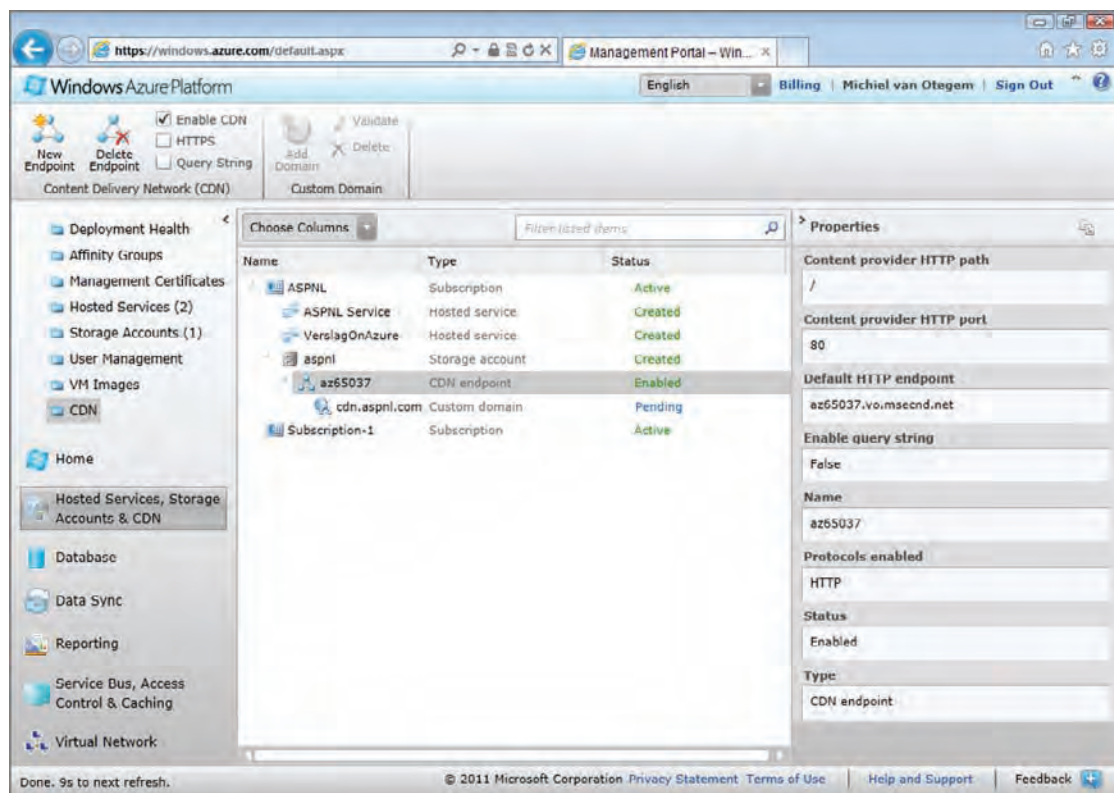 https://windows.azure.com/default.aspx
Management Portal – Win...
Windows Azure Platform
English
Billing | Michiel van Otegem | Sign Out
New Endpoint
Delete Endpoint
Enable CDN
HTTPS
Query String
Content Delivery Network (CDN)
Add Domain
Validate
Delete
Custom Domain
Deployment Health
Affinity Groups
Management Certificates
Hosted Services (2)
Storage Accounts (1)
User Management
VM Images
CDN
Home
Hosted Services, Storage
Accounts & CDN
Database
Data Sync
Reporting
Service Bus, Access
Control & Caching
Virtual Network
Choose Columns
Filter listed items
Name Type Status
ASPNL Subscription Active
ASPNL Service Hosted service Created
VerslagOnAzure Hosted service Created
aspnl Storage account Created
az65037 CDN endpoint Enabled
cdn.aspnl.com Custom domain Pending
Subscription-1 Subscription Active
Properties
Content provider HTTP path
/
Content provider HTTP port
80
Default HTTP endpoint
az65037.vo.msecnd.net
Enable query string
False
Name
az65037
Protocols enabled
HTTP
Status
Enabled
Type
CDN endpoint
Done. 9s to next refresh.
© 2011 Microsoft Corporation Privacy Statement Terms of Use | Help and Support | Feedback